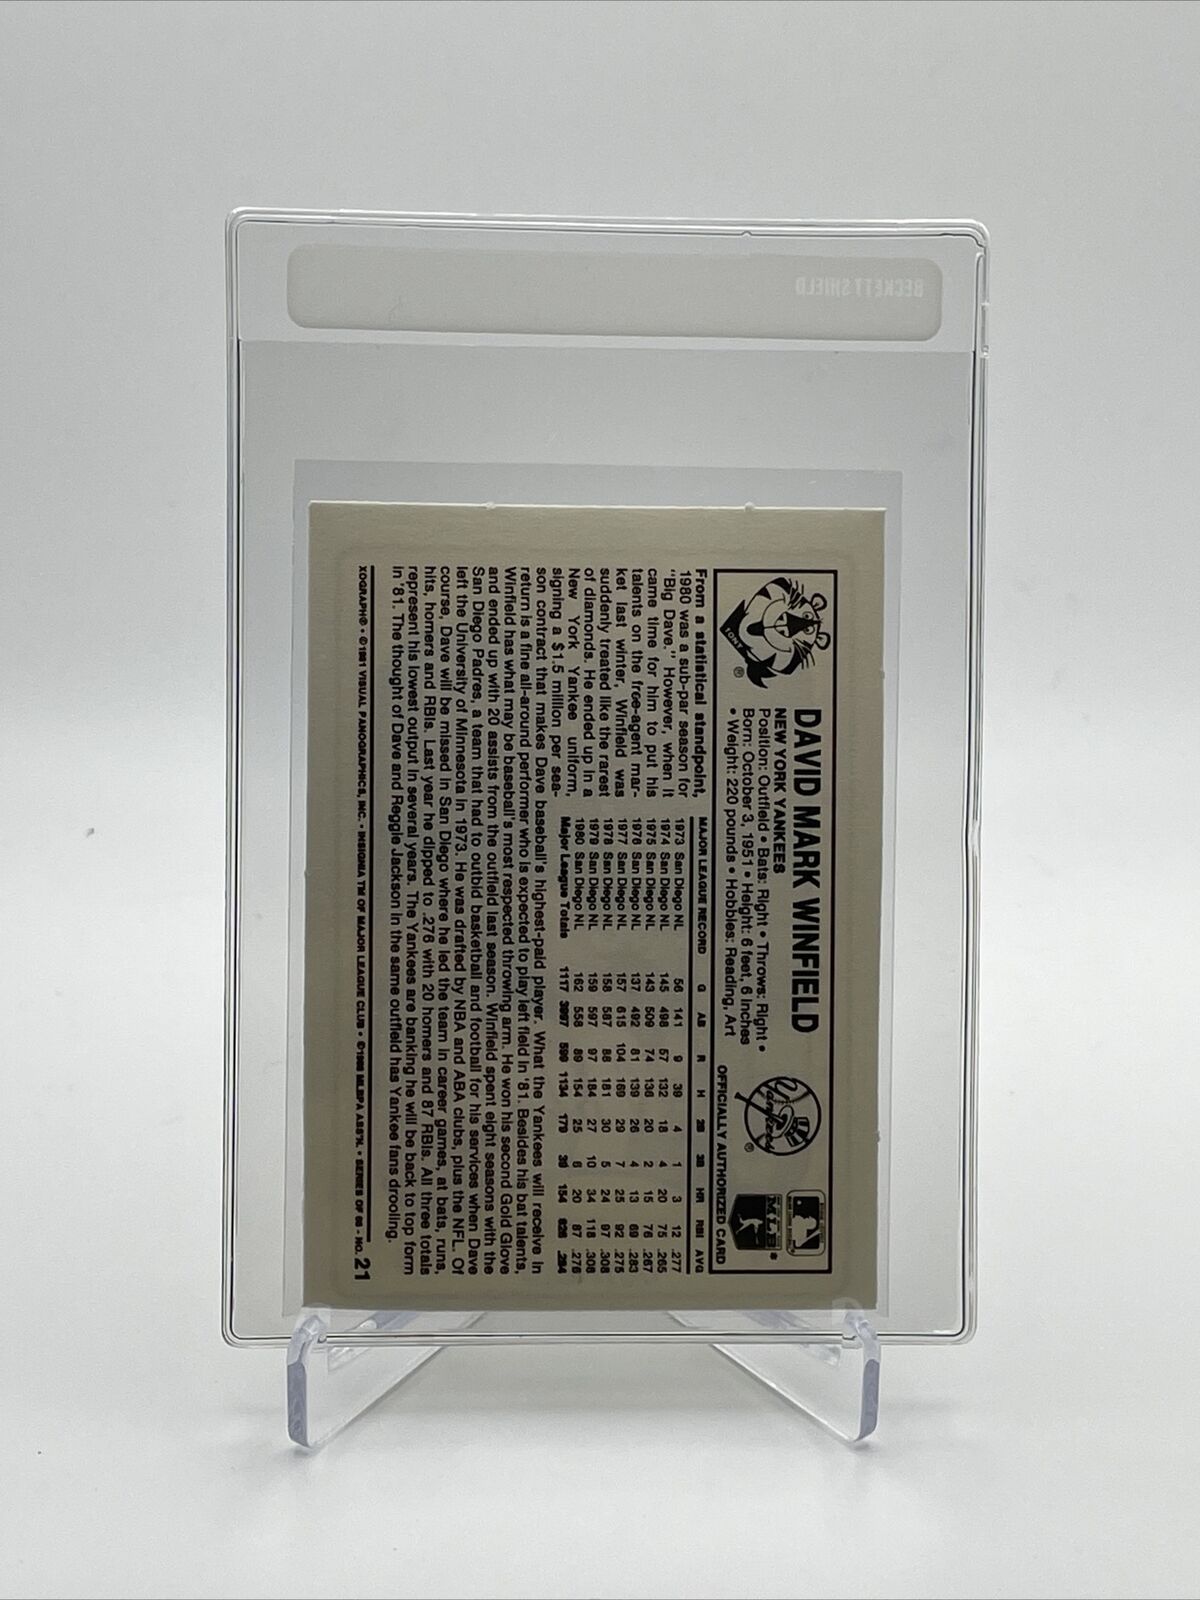 BECKETT SHIELD
TONY
®
DAVID MARK WINFIELD
NEW YORK YANKEES
Position: Outfield • Bats: Right • Throws: Right •
Born: October 3, 1951 • Height: 6 feet, 6 inches
• Weight: 220 pounds • Hobbies: Reading, Art
Yankees
®
MLB
®
OFFICIALLY AUTHORIZED CARD
From a statistical standpoint,
1980 was a sub-par season for
"Big Dave." However, when it
came time for him to put his
talents on the free-agent mar-
ket last winter, Winfield was
suddenly treated like the rarest
of diamonds. He ended up in a
New York Yankee uniform,
signing a $1.5 million per sea-
son contract that makes Dave baseball's highest-paid player. What the Yankees will receive in
return is a fine all-around performer who is expected to play left field in '81. Besides his bat talents,
Winfield has what may be baseball's most respected throwing arm. He won his second Gold Glove
and ended up with 20 assists from the outfield last season. Winfield spent eight seasons with the
San Diego Padres, a team that had to outbid basketball and football for his services when Dave
left the University of Minnesota in 1973. He was drafted by NBA and ABA clubs, plus the NFL. Of
course, Dave will be missed in San Diego where he led the team in career games, at bats, runs,
hits, homers and RBIs. Last year he dipped to .276 with 20 homers and 87 RBIs. All three totals
represent his lowest output in several years. The Yankees are banking he will be back to top form
in '81. The thought of Dave and Reggie Jackson in the same outfield has Yankee fans drooling.
MAJOR LEAGUE RECORD G AB R H 2B 3B HR RBI AVG
1973 San Diego NL 56 141 9 39 4 1 3 12 .277
1974 San Diego NL 145 498 57 132 18 4 20 75 .265
1975 San Diego NL 143 509 74 136 20 2 15 76 .267
1976 San Diego NL 137 492 81 139 26 4 13 69 .283
1977 San Diego NL 157 615 104 169 29 7 25 92 .275
1978 San Diego NL 158 587 88 181 30 5 24 97 .308
1979 San Diego NL 159 597 97 184 27 10 34 118 .308
1980 San Diego NL 162 558 89 154 25 6 20 87 .276
Major League Totals 1117 3997 599 1134 179 39 154 626 .284
XOGRAPH® • ©1981 VISUAL PANOGRAPHICS, INC. • INSIGNIA TM OF MAJOR LEAGUE CLUB • MLBPA ASS'N. • SERIES OF 66 - NO. 21